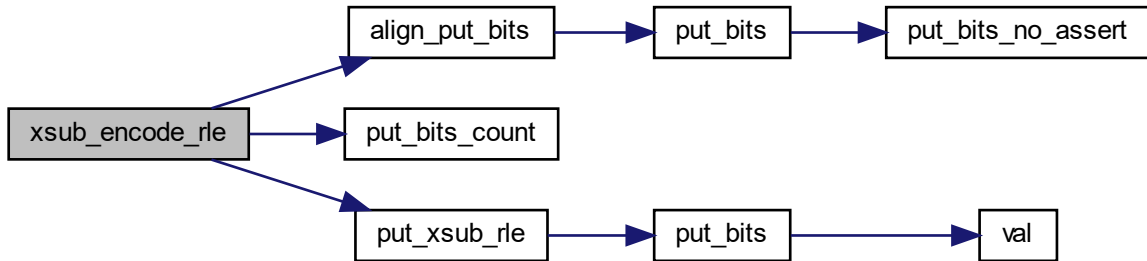 align_put_bits
put_bits
put_bits_no_assert
xsub_encode_rle
put_bits_count
put_xsub_rle
put_bits
val